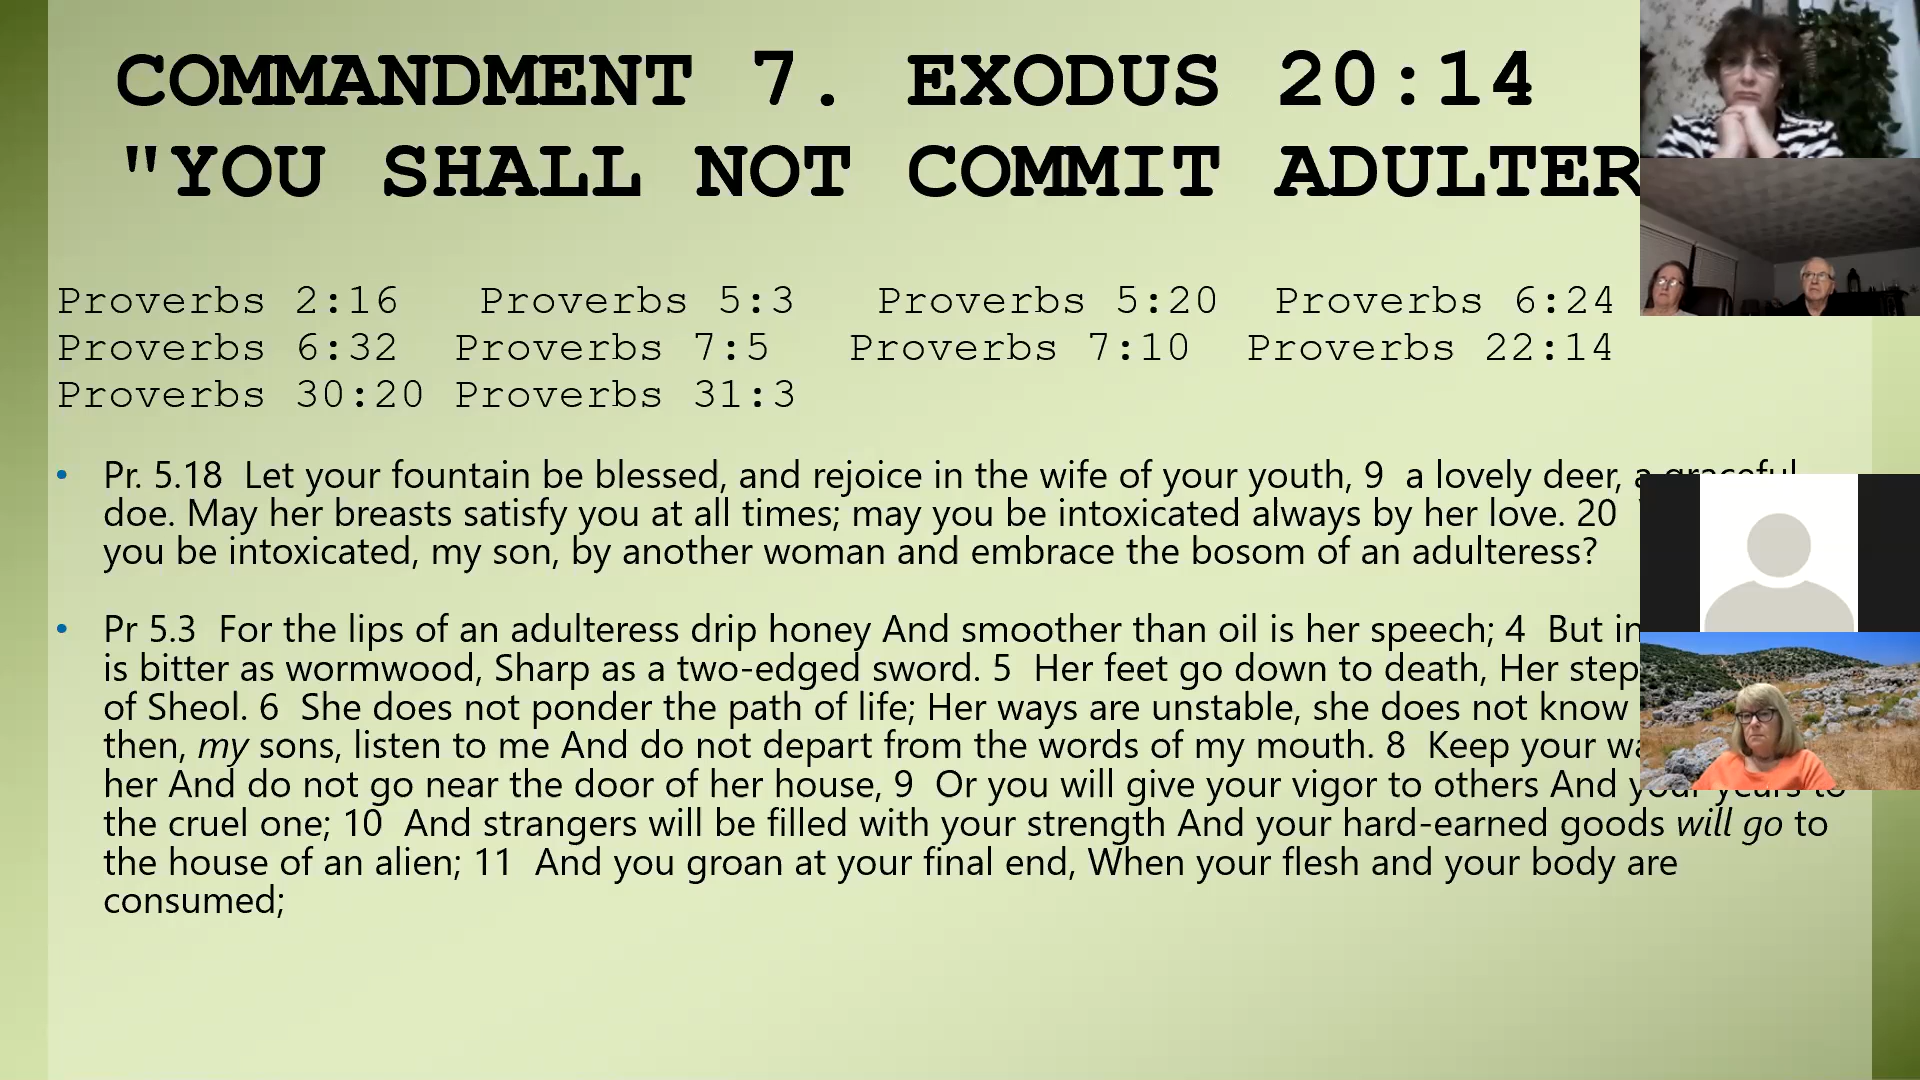 COMMANDMENT 7. EXODUS 20:14
"YOU SHALL NOT COMMIT ADULTER
Proverbs 2:16 Proverbs 5:3 Proverbs 5:20 Proverbs 6:24
Proverbs 6:32 Proverbs 7:5 Proverbs 7:10 Proverbs 22:14
Proverbs 30:20 Proverbs 31:3
• Pr. 5.18 Let your fountain be blessed, and rejoice in the wife of your youth, 9 a lovely deer, a graceful
doe. May her breasts satisfy you at all times; may you be intoxicated always by her love. 20
you be intoxicated, my son, by another woman and embrace the bosom of an adulteress?
• Pr 5.3 For the lips of an adulteress drip honey And smoother than oil is her speech; 4 But in
is bitter as wormwood, Sharp as a two-edged sword. 5 Her feet go down to death, Her step
of Sheol. 6 She does not ponder the path of life; Her ways are unstable, she does not know
then, my sons, listen to me And do not depart from the words of my mouth. 8 Keep your
her And do not go near the door of her house, 9 Or you will give your vigor to others And your years to
the cruel one; 10 And strangers will be filled with your strength And your hard-earned goods will go to
the house of an alien; 11 And you groan at your final end, When your flesh and your body are
consumed;